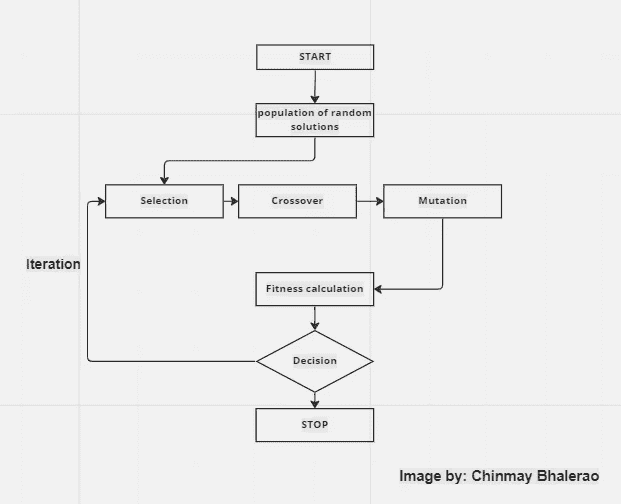 START
population of random
solutions
Selection
Crossover
Mutation
Iteration
Fitness calculation
Decision
STOP
Image by: Chinmay Bhalerao